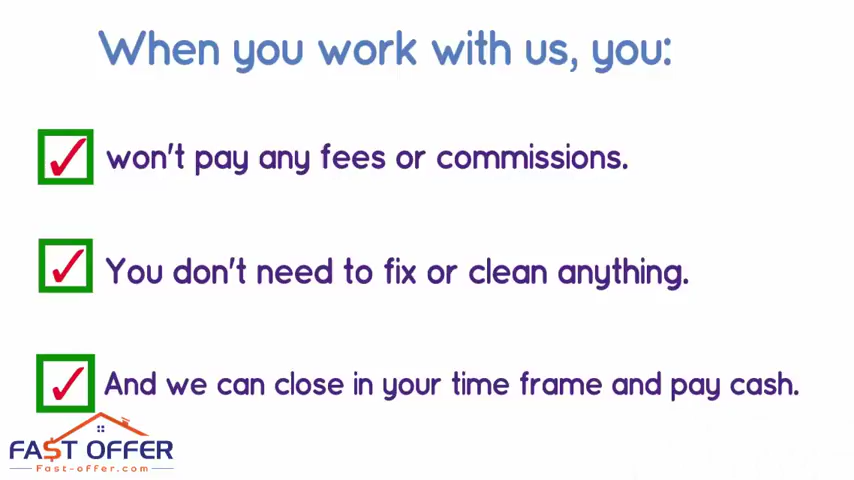 When you work with us, you:
won't pay any fees or commissions.
You don't need to fix or clean anything.
And we can close in your time frame and pay cash.
FA$T OFFER
Fast-offer.com